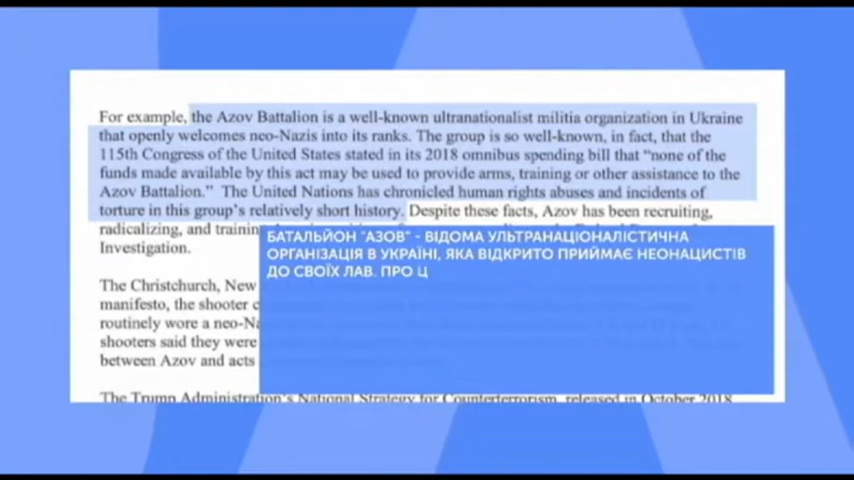 For example, the Azov Battalion is a well-known ultranationalist militia organization in Ukraine
that openly welcomes neo-Nazis into its ranks. The group is so well-known, in fact, that the
115th Congress of the United States stated in its 2018 omnibus spending bill that “none of the
funds made available by this act may be used to provide arms, training or other assistance to the
Azov Battalion.” The United Nations has chronicled human rights abuses and incidents of
torture in this group’s relatively short history. Despite these facts, Azov has been recruiting,
radicalizing, and training
Investigation.
БАТАЛЬЙОН "АЗОВ" - ВІДОМА УЛЬТРАНАЦІОНАЛІСТИЧНА
ОРГАНІЗАЦІЯ В УКРАЇНІ, ЯКА ВІДКРИТО ПРИЙМАЄ НЕОНАЦИСТІВ
ДО СВОЇХ ЛАВ. ПРО Ц
The Christchurch, New
manifesto, the shooter
routinely wore a neo-Na
shooters said they were
between Azov and acts
The Trump Administration’s National Strategy for Counterterrorism, released in October 2018